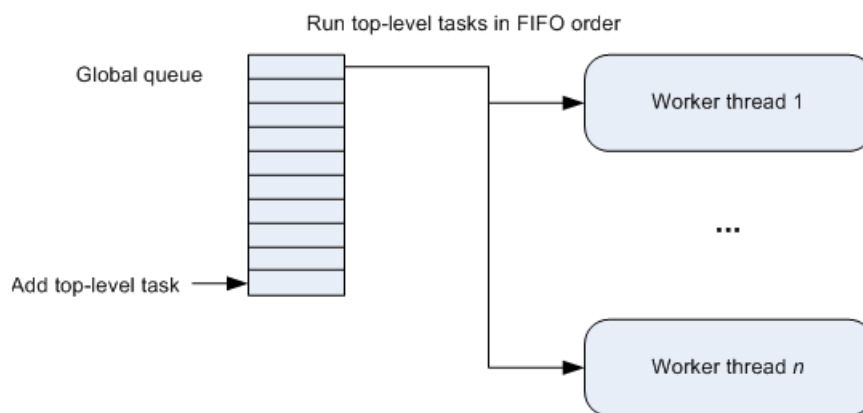 Run top-level tasks in FIFO order
Global queue
Worker thread 1
...
Add top-level task
Worker thread n